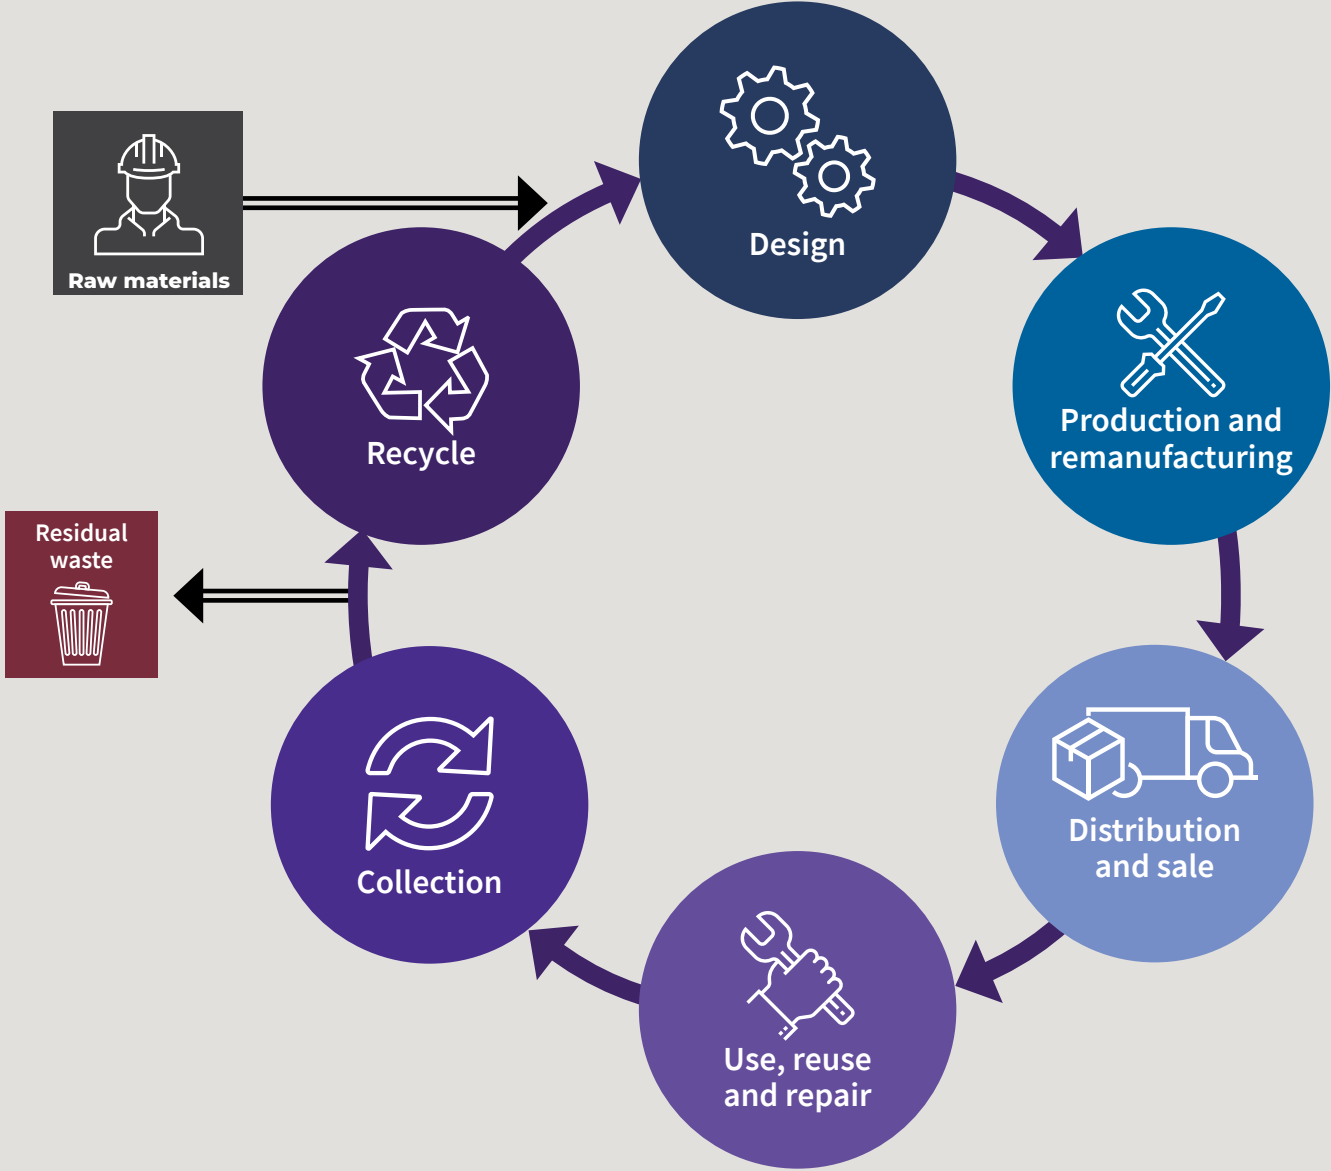 Design
Raw materials
Production and
remanufacturing
Recycle
Residual
waste
Distribution
and sale
Collection
Use, reuse
and repair